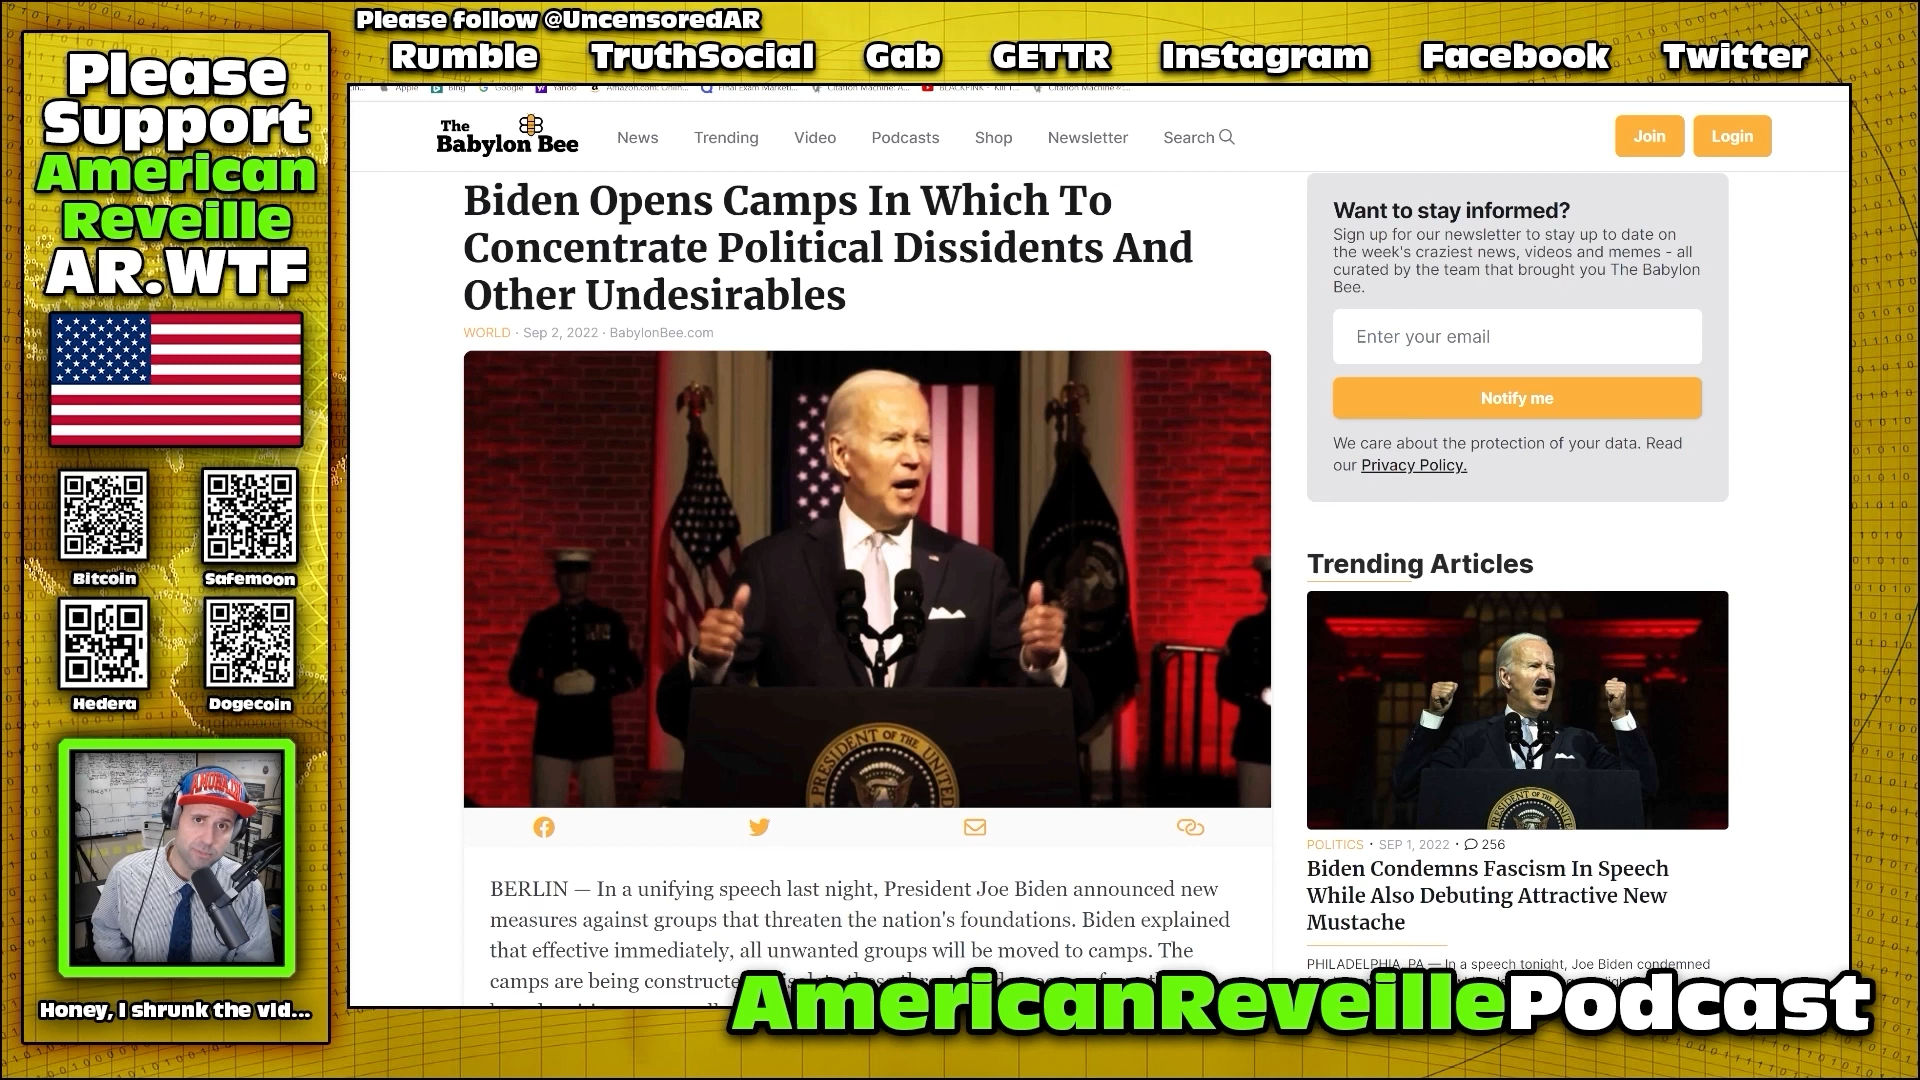 Please follow @UncensoredAR
Rumble TruthSocial Gab GETTR Instagram Facebook Twitter
Please
Support
American
Reveille
AR.WTF
Bitcoin
Safemoon
Hedera
Dogecoin
Honey, I shrunk the vid...
Apple Bing Google Yahoo
The
Babylon Bee
News Trending Video Podcasts Shop Newsletter Search
Join Login
Biden Opens Camps In Which To
Concentrate Political Dissidents And
Other Undesirables
WORLD · Sep 2, 2022 · BabylonBee.com
PRESIDENT OF THE UNITED
BERLIN — In a unifying speech last night, President Joe Biden announced new
measures against groups that threaten the nation's foundations. Biden explained
that effective immediately, all unwanted groups will be moved to camps. The
camps are being
Want to stay informed?
Sign up for our newsletter to stay up to date on
the week's craziest news, videos and memes - all
curated by the team that brought you The Babylon
Bee.
Enter your email
Notify me
We care about the protection of your data. Read
our Privacy Policy.
Trending Articles
POLITICS · SEP 1, 2022 · 256
Biden Condemns Fascism In Speech
While Also Debuting Attractive New
Mustache
PHILADELPHIA, PA — In a speech tonight, Joe Biden condemned
AmericanReveillePodcast